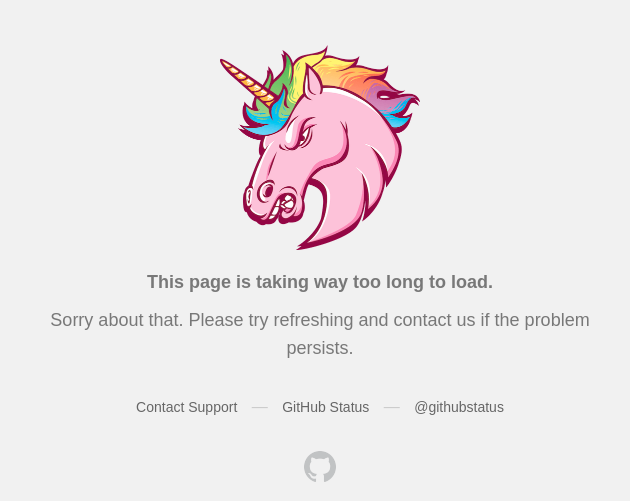 This page is taking way too long to load.
Sorry about that. Please try refreshing and contact us if the problem
persists.
Contact Support — GitHub Status — @githubstatus